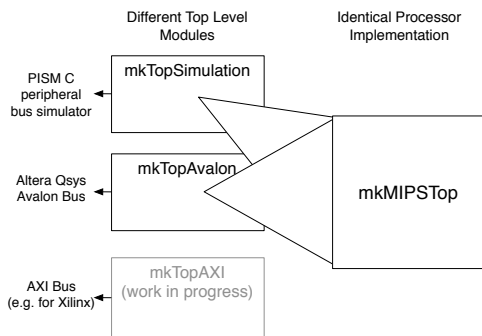 Different Top Level
Modules
Identical Processor
Implementation
mkTopSimulation
PISM C
peripheral
bus simulator
mkTopAvalon
Altera Qsys
Avalon Bus
mkMIPSTop
mkTopAXI
(work in progress)
AXI Bus
(e.g. for Xilinx)